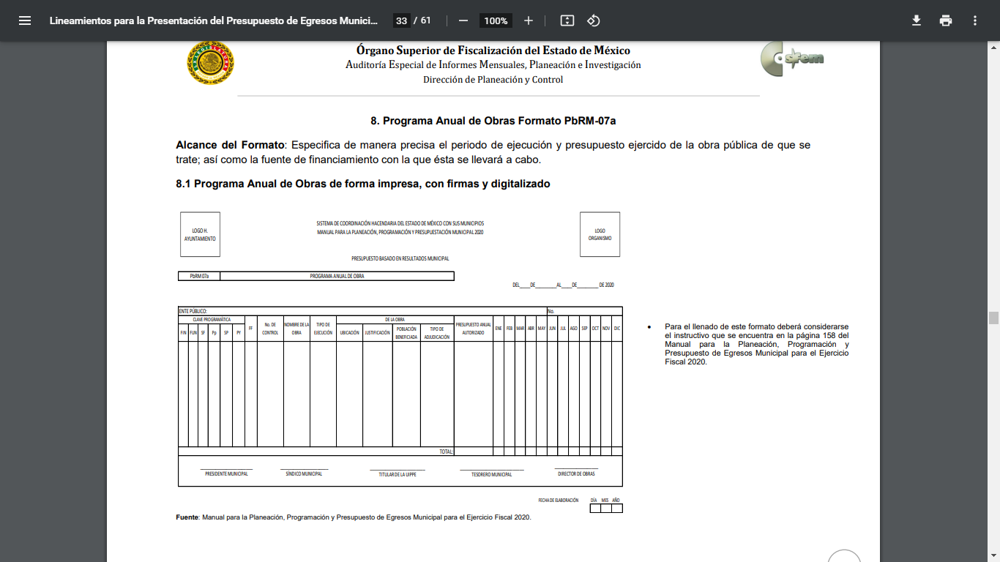 Lineamientos para la Presentación del Presupuesto de Egresos Munici...
33 / 61
100%
Órgano Superior de Fiscalización del Estado de México
Auditoría Especial de Informes Mensuales, Planeación e Investigación
Dirección de Planeación y Control
osfem
8. Programa Anual de Obras Formato PbRM-07a
Alcance del Formato: Especifica de manera precisa el periodo de ejecución y presupuesto ejercido de la obra pública de que se
trate; así como la fuente de financiamiento con la que ésta se llevará a cabo.
8.1 Programa Anual de Obras de forma impresa, con firmas y digitalizado
LOGO H.
AYUNTAMIENTO
SISTEMA DE COORDINACIÓN HACENDARIA DEL ESTADO DE MÉXICO CON SUS MUNICIPIOS
MANUAL PARA LA PLANEACIÓN, PROGRAMACIÓN Y PRESUPUESTACIÓN MUNICIPAL 2020
LOGO
ORGANISMO
PRESUPUESTO BASADO EN RESULTADOS MUNICIPAL
PbRM 07a PROGRAMA ANUAL DE OBRA
DEL____DE________AL____DE________DE 2020
ENTE PÚBLICO: No.
CLAVE PROGRAMÁTICA
FIN FUN SF Pp SP PY
FF
No. DE
CONTROL
NOMBRE DE LA
OBRA
TIPO DE
EJECUCIÓN
DE LA OBRA
UBICACIÓN
JUSTIFICACIÓN
POBLACIÓN
BENEFICIADA
TIPO DE
ADJUDICACIÓN
PRESUPUESTO ANUAL
AUTORIZADO
ENE FEB MAR ABR MAY JUN JUL AGO SEP OCT NOV DIC
TOTAL:
PRESIDENTE MUNICIPAL SÍNDICO MUNICIPAL TITULAR DE LA UIPPE TESORERO MUNICIPAL DIRECTOR DE OBRAS
FECHA DE ELABORACIÓN DÍA MES AÑO
• Para el llenado de este formato deberá considerarse
el instructivo que se encuentra en la página 158 del
Manual para la Planeación, Programación y
Presupuesto de Egresos Municipal para el Ejercicio
Fiscal 2020.
Fuente: Manual para la Planeación, Programación y Presupuesto de Egresos Municipal para el Ejercicio Fiscal 2020.